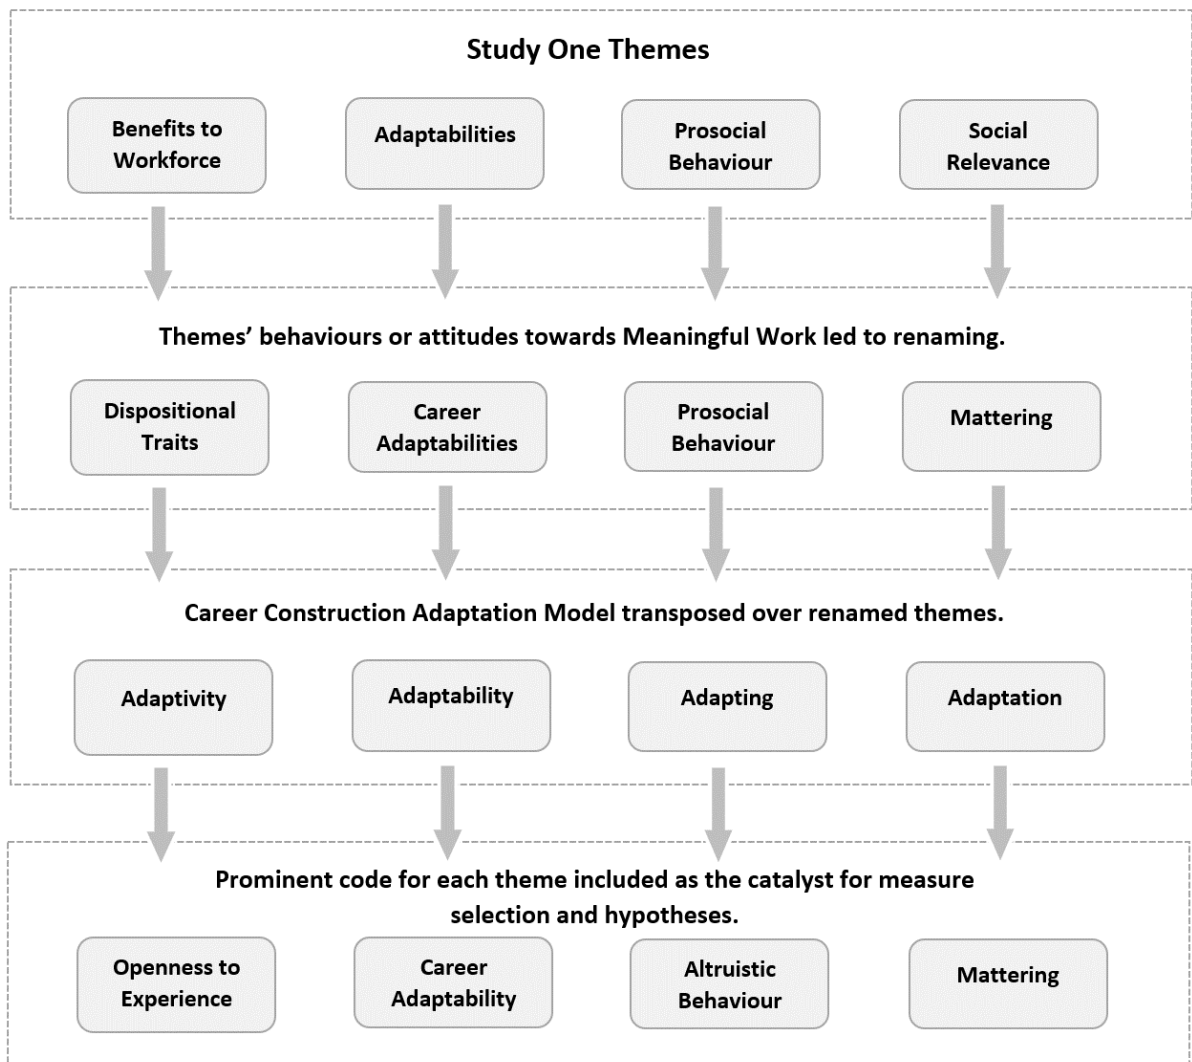 Study One Themes
Benefits to
Workforce
Adaptabilities
Prosocial
Behaviour
Social
Relevance
Themes’ behaviours or attitudes towards Meaningful Work led to renaming.
Dispositional
Traits
Career
Adaptabilities
Prosocial
Behaviour
Mattering
Career Construction Adaptation Model transposed over renamed themes.
Adaptivity
Adaptability
Adapting
Adaptation
Prominent code for each theme included as the catalyst for measure
selection and hypotheses.
Openness to
Experience
Career
Adaptability
Altruistic
Behaviour
Mattering